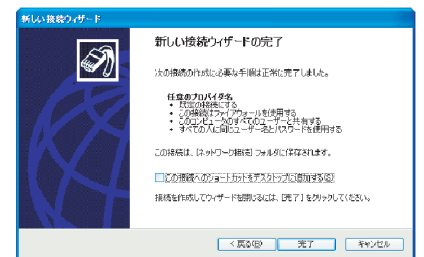 新しい接続ウィザード
新しい接続ウィザードの完了
次の接続の作成に必要な手順は正常に完了しました。
任意のプロバイダ名
• 既定の接続にする
• この接続はファイアウォールを使用する
• このコンピュータのすべてのユーザーと共有する
• すべての人に同じユーザー名とパスワードを使用する
この接続は、[ネットワーク接続] フォルダに保存されます。
この接続へのショートカットをデスクトップに追加する(S)
接続を作成してウィザードを閉じるには、[完了] をクリックしてください。
< 戻る(B)
完了
キャンセル